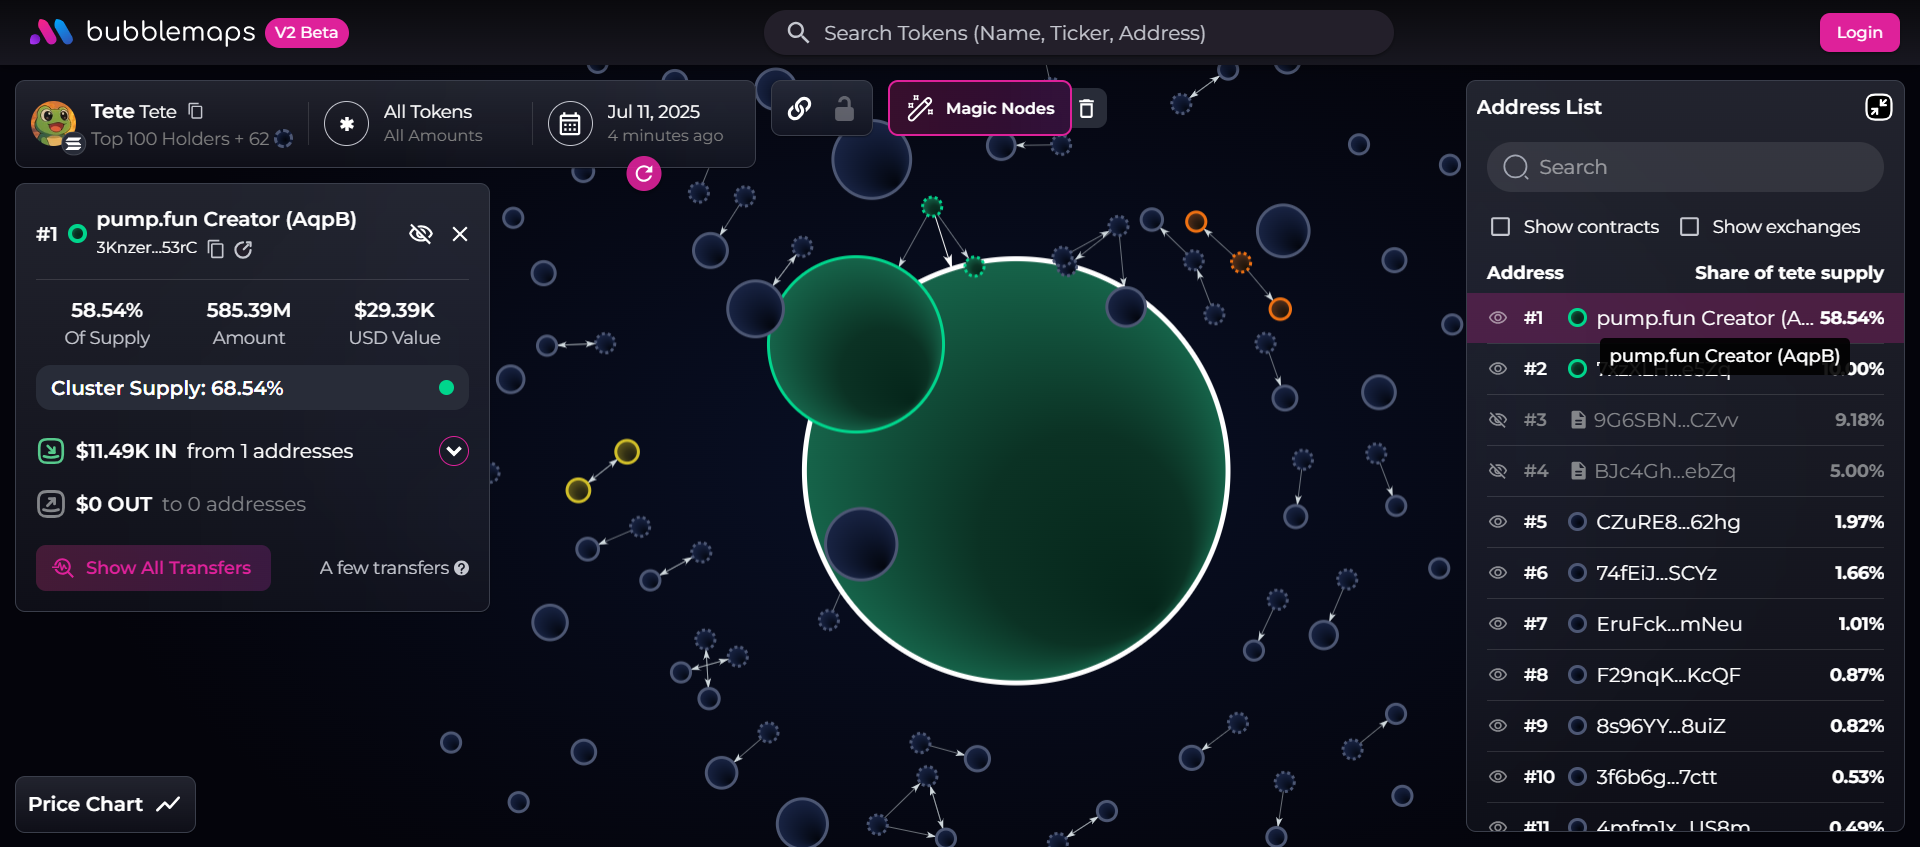 bubblemaps V2 Beta
Search Tokens (Name, Ticker, Address)
Login
Tete Tete
Top 100 Holders + 62
All Tokens
All Amounts
Jul 11, 2025
4 minutes ago
Magic Nodes
#1 pump.fun Creator (AqpB)
3Knzer...53rC
58.54% 585.39M $29.39K
Of Supply Amount USD Value
Cluster Supply: 68.54%
$11.49K IN from 1 addresses
$0 OUT to 0 addresses
Show All Transfers A few transfers
Price Chart
Address List
Search
Show contracts Show exchanges
Address Share of tete supply
#1 pump.fun Creator (A... 58.54%
pump.fun Creator (AqpB)
#2
#3 9G6SBN...CZvv 9.18%
#4 BJc4Gh...ebZq 5.00%
#5 CZuRE8...62hg 1.97%
#6 74fEiJ...SCYz 1.66%
#7 EruFck...mNeu 1.01%
#8 F29nqK...KcQF 0.87%
#9 8s96YY...8uiZ 0.82%
#10 3f6b6g...7ctt 0.53%
#11 4mfm1x...US8m 0.49%